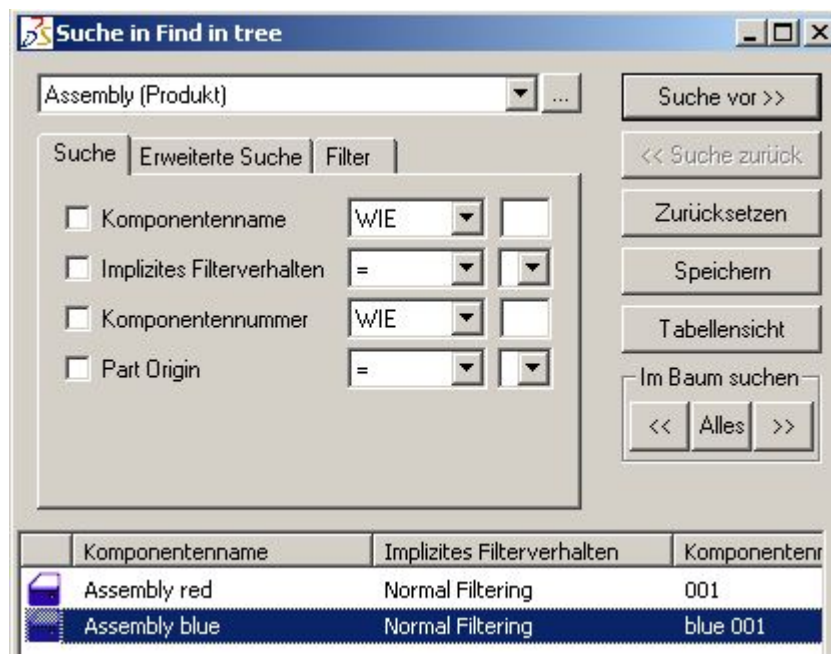 Suche in Find in tree
Assembly (Produkt)
...
Suche vor >>
Suche
Erweiterte Suche
Filter
<< Suche zurück
Komponentenname WIE
Zurücksetzen
Implizites Filterverhalten =
Speichern
Komponentennummer WIE
Tabellensicht
Part Origin =
Im Baum suchen
<< Alles >>
Komponentenname Implizites Filterverhalten Komponentenr
Assembly red Normal Filtering 001
Assembly blue Normal Filtering blue 001